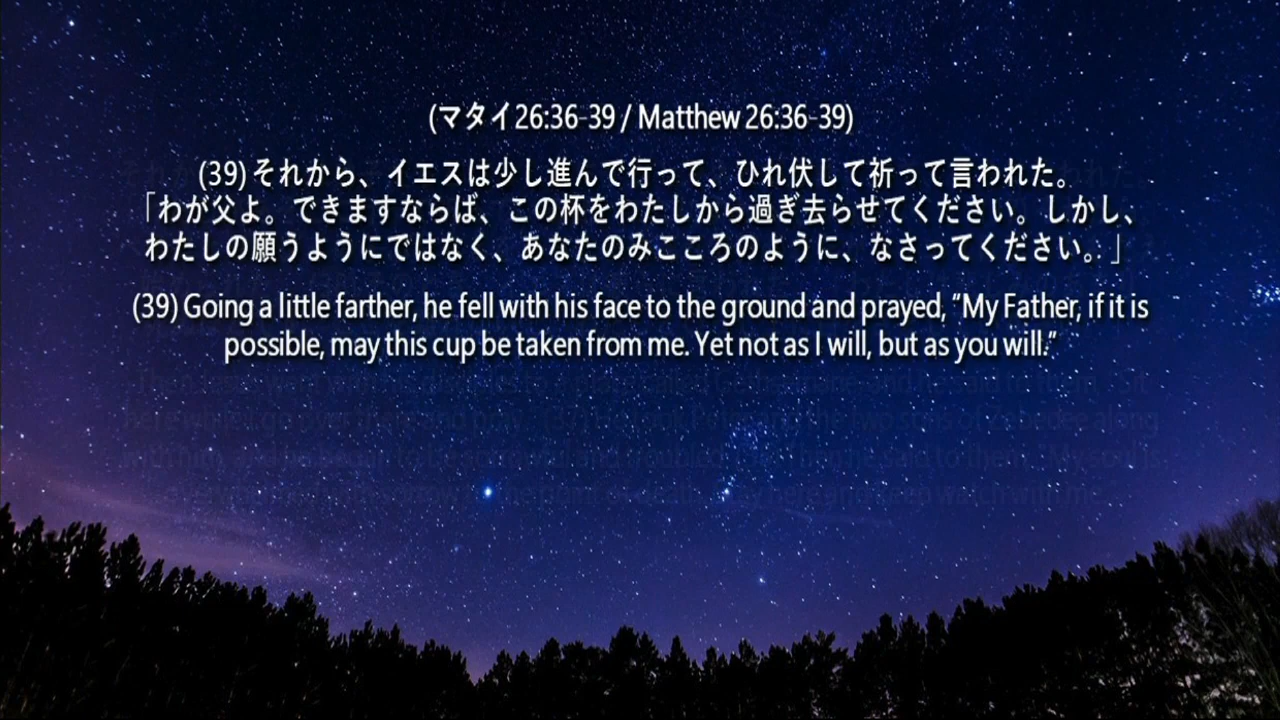 (マタイ26:36-39 / Matthew 26:36-39)
(39) それから、イエスは少し進んで行って、ひれ伏して祈って言われた。
「わが父よ。できますならば、この杯をわたしから過ぎ去らせてください。しかし、
わたしの願うようにではなく、あなたのみこころのように、なさってください。」
(39) Going a little farther, he fell with his face to the ground and prayed, “My Father, if it is
possible, may this cup be taken from me. Yet not as I will, but as you will.”